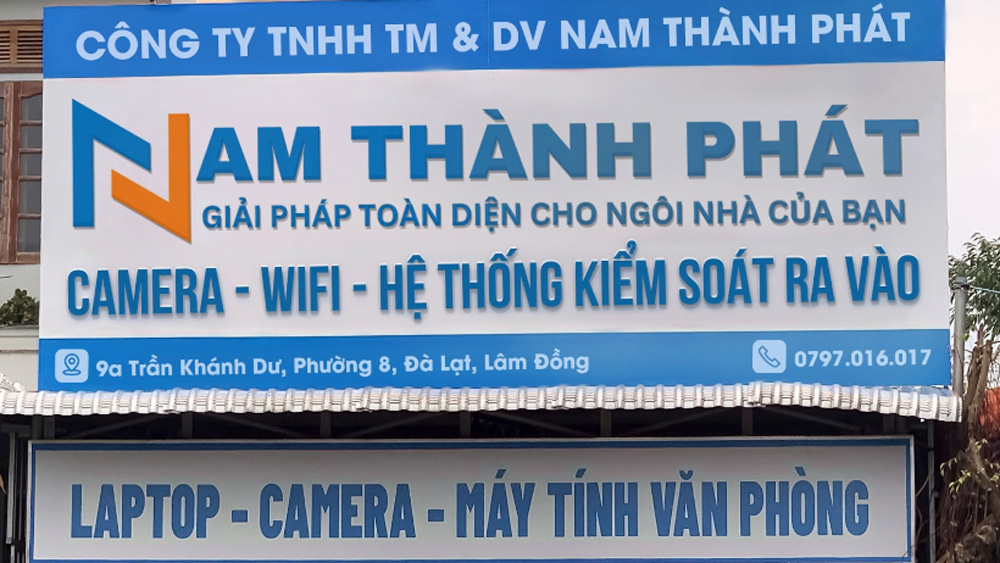 CÔNG TY TNHH TM & DV NAM THÀNH PHÁT
NAM THÀNH PHÁT
GIẢI PHÁP TOÀN DIỆN CHO NGÔI NHÀ CỦA BẠN
CAMERA - WIFI - HỆ THỐNG KIỂM SOÁT RA VÀO
9a Trần Khánh Dư, Phường 8, Đà Lạt, Lâm Đồng
0797.016.017
LAPTOP - CAMERA - MÁY TÍNH VĂN PHÒNG